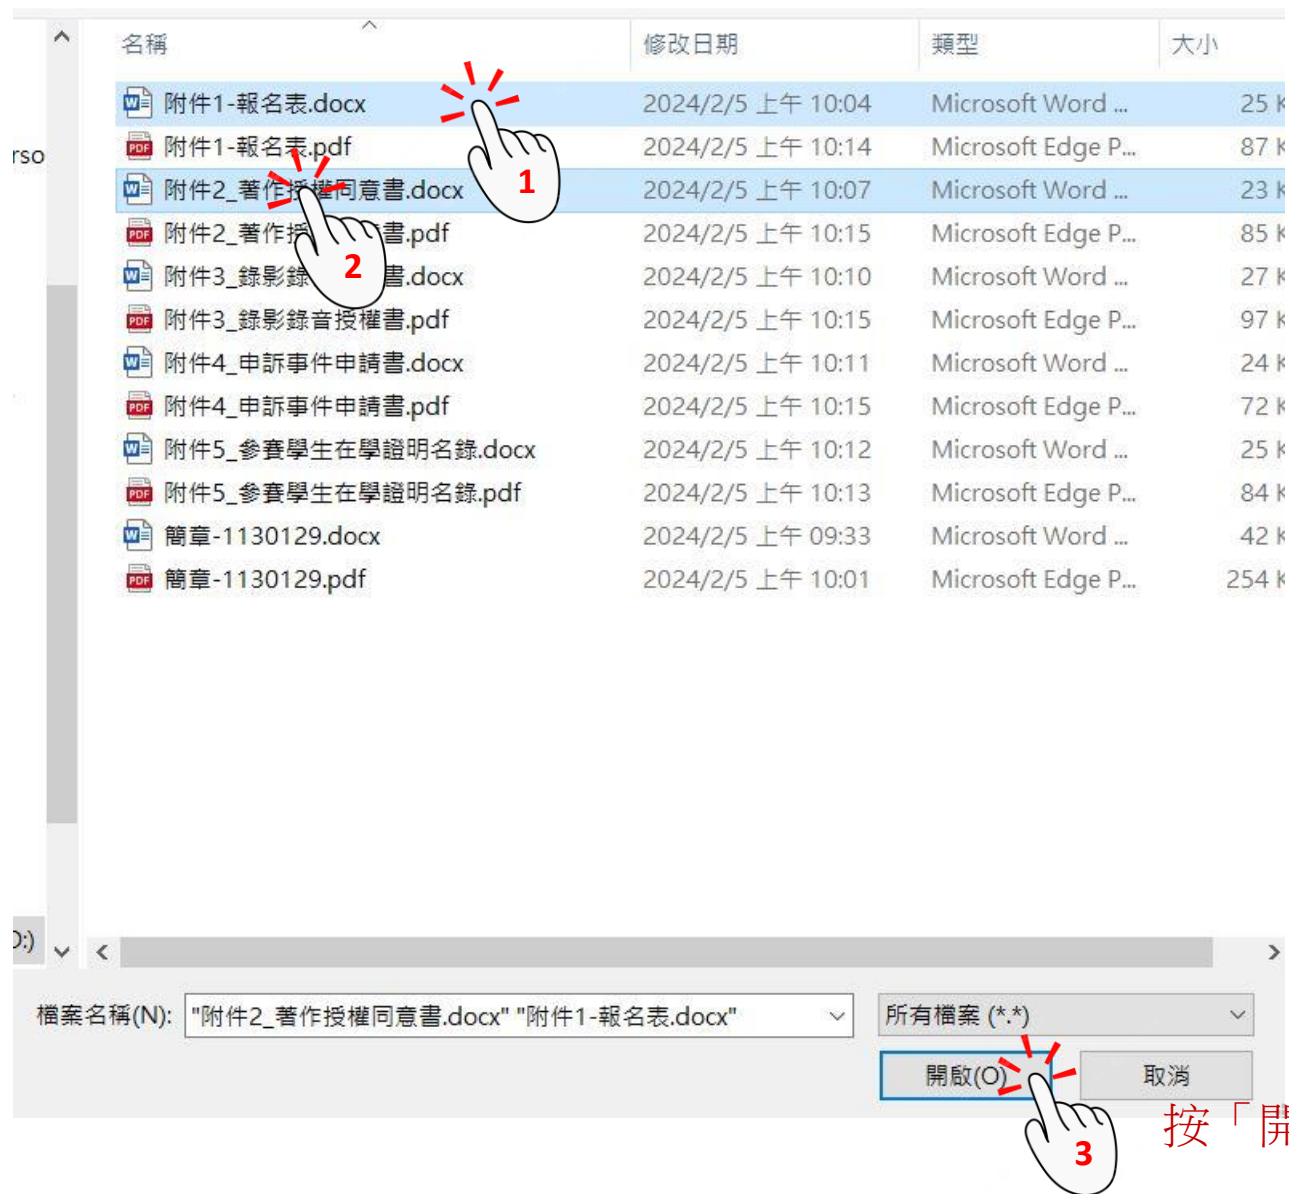 名稱 修改日期 類型 大小
附件1-報名表.docx 2024/2/5 上午 10:04 Microsoft Word ... 25 K
rso 附件1-報名表.pdf 2024/2/5 上午 10:14 Microsoft Edge P... 87 K
1
附件2_著作授權同意書.docx 2024/2/5 上午 10:07 Microsoft Word ... 23 K
附件2_著作授 書.pdf 2024/2/5 上午 10:15 Microsoft Edge P... 85 K
2
附件3_錄影錄 書.docx 2024/2/5 上午 10:10 Microsoft Word ... 27 K
附件3_錄影錄音授權書.pdf 2024/2/5 上午 10:15 Microsoft Edge P... 97 K
附件4_申訴事件申請書.docx 2024/2/5 上午 10:11 Microsoft Word ... 24 K
附件4_申訴事件申請書.pdf 2024/2/5 上午 10:15 Microsoft Edge P... 72 K
附件5_參賽學生在學證明名錄.docx 2024/2/5 上午 10:12 Microsoft Word ... 25 K
附件5_參賽學生在學證明名錄.pdf 2024/2/5 上午 10:13 Microsoft Edge P... 84 K
簡章-1130129.docx 2024/2/5 上午 09:33 Microsoft Word ... 42 K
簡章-1130129.pdf 2024/2/5 上午 10:01 Microsoft Edge P... 254 K
:)
檔案名稱(N): "附件2_著作授權同意書.docx" "附件1-報名表.docx" 所有檔案 (*.*)
開啟(O) 取消
按「開
3